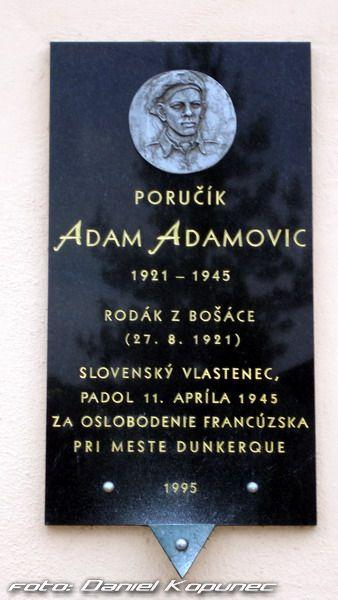 PORUČÍK
ADAM ADAMOVIC
1921 – 1945
RODÁK Z BOŠÁCE
(27. 8. 1921)
SLOVENSKÝ VLASTENEC,
PADOL 11. APRÍLA 1945
ZA OSLOBODENIE FRANCÚZSKA
PRI MESTE DUNKERQUE
1995
foto: Daniel Kopunec